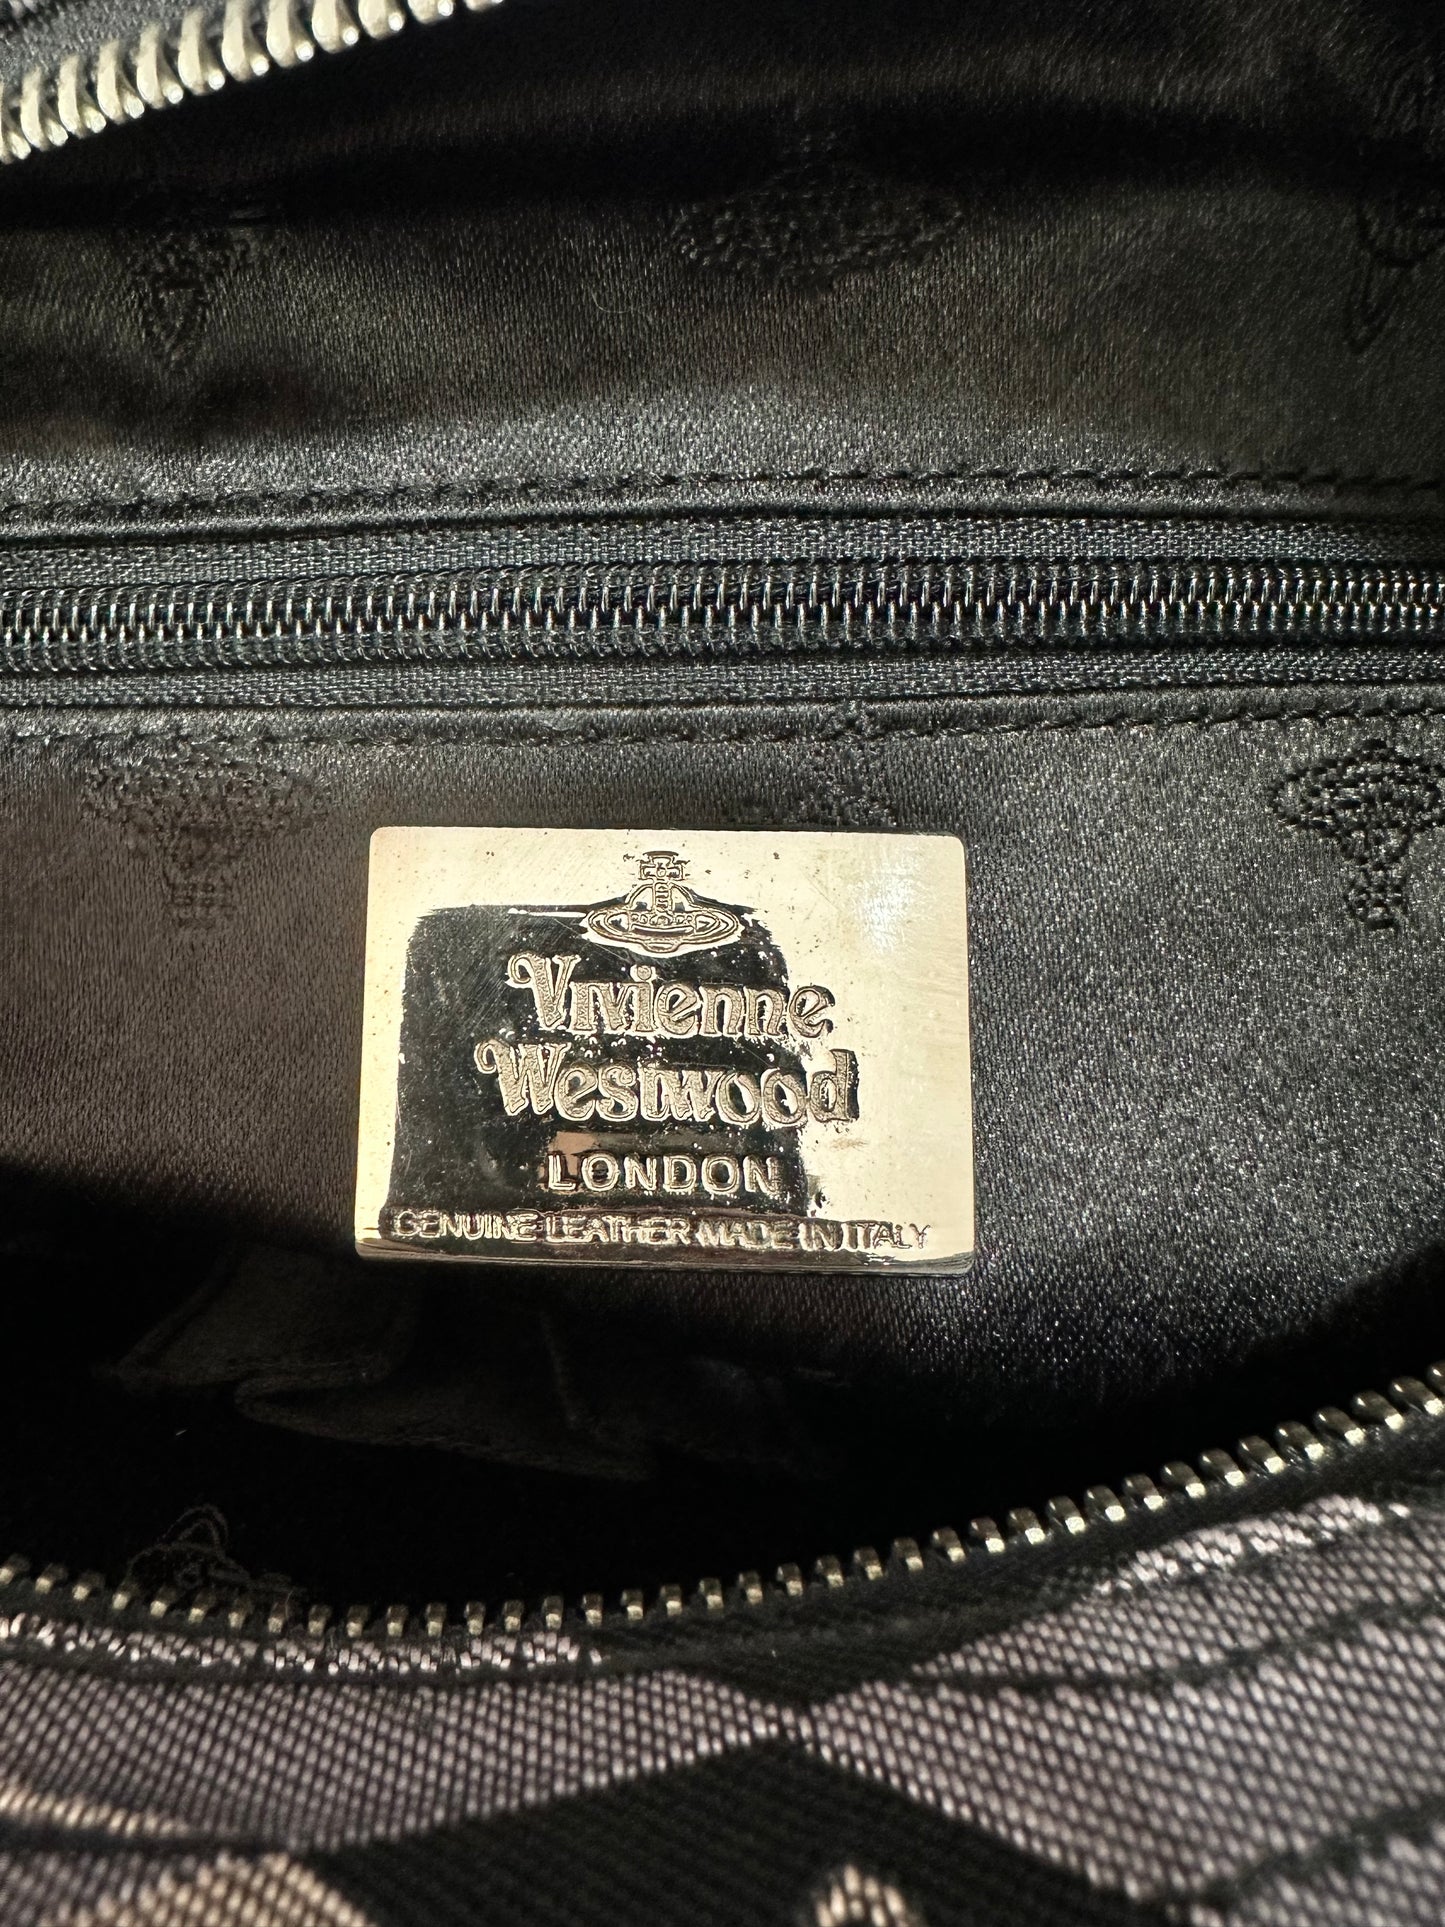 Vivienne
Westwood
LONDON
GENUINE LEATHER MADE IN ITALY